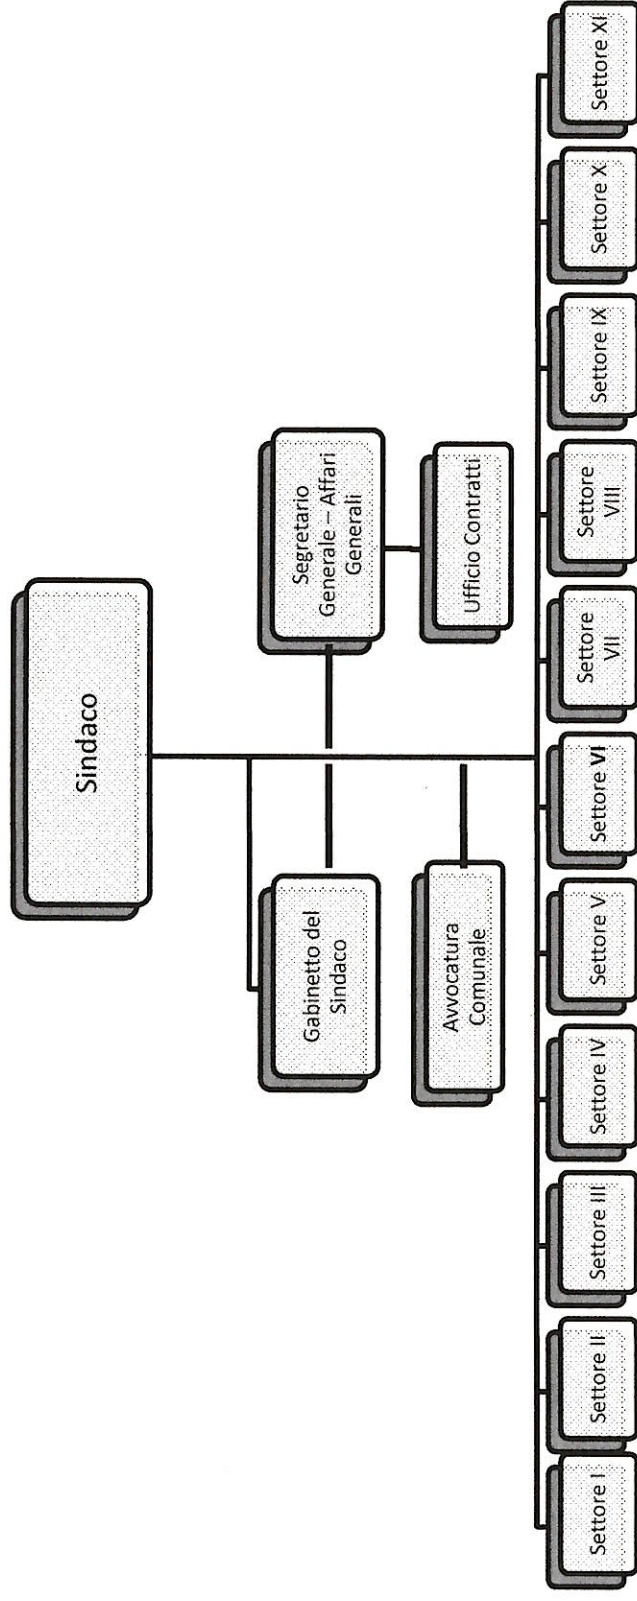 Sindaco
Gabinetto del
Sindaco
Segretario
Generale – Affari
Generali
Avvocatura
Comunale
Ufficio Contratti
Settore I
Settore II
Settore III
Settore IV
Settore V
Settore VI
Settore
VII
Settore
VIII
Settore IX
Settore X
Settore XI